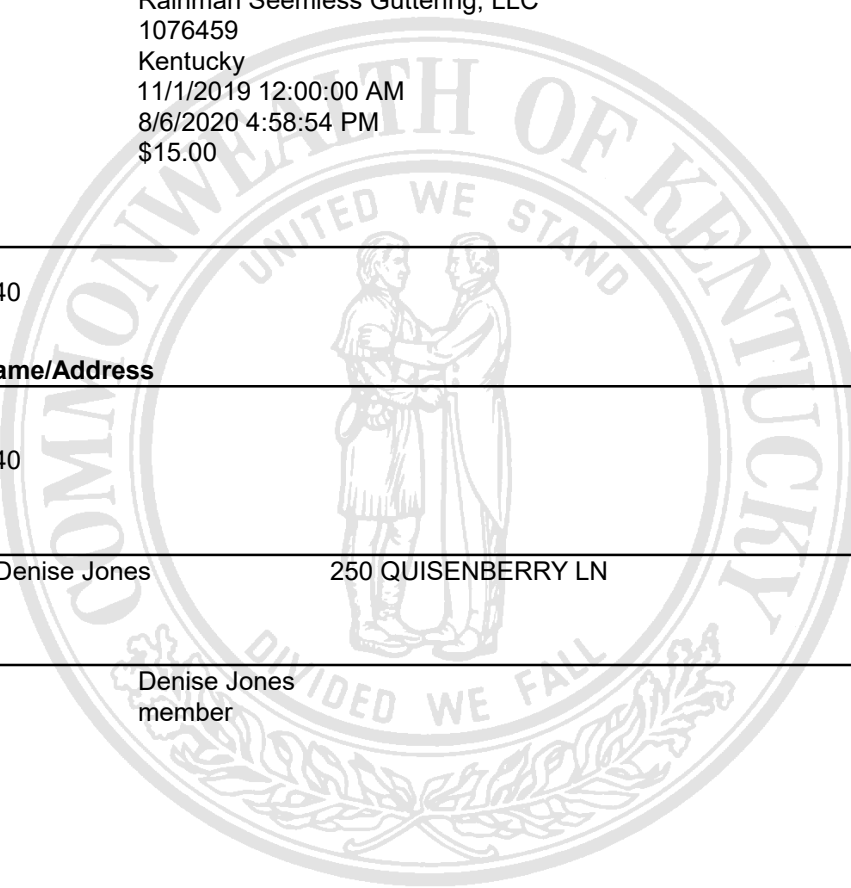 Rainman Seemless Guttering, LLC
1076459
Kentucky
11/1/2019 12:00:00 AM
8/6/2020 4:58:54 PM
$15.00
40
ame/Address
40
Denise Jones 250 QUISENBERRY LN
Denise Jones
member
COMMONWEALTH OF KENTUCKY
UNITED WE STAND
DIVIDED WE FALL